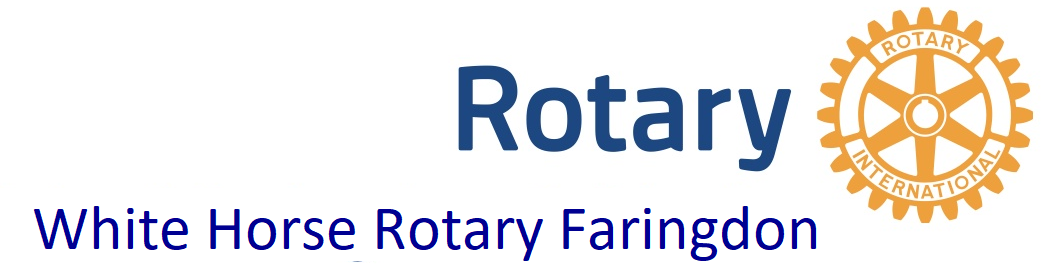 Rotary
ROTARY
INTERNATIONAL
White Horse Rotary Faringdon